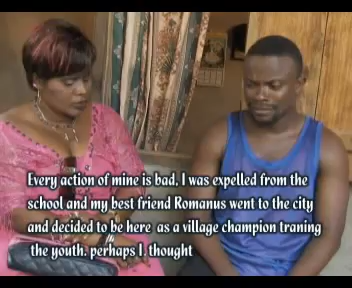 Every action of mine is bad, I was expelled from the
school and my best friend Romanus went to the city
and decided to be here as a village champion traning
the youth. perhaps I thought